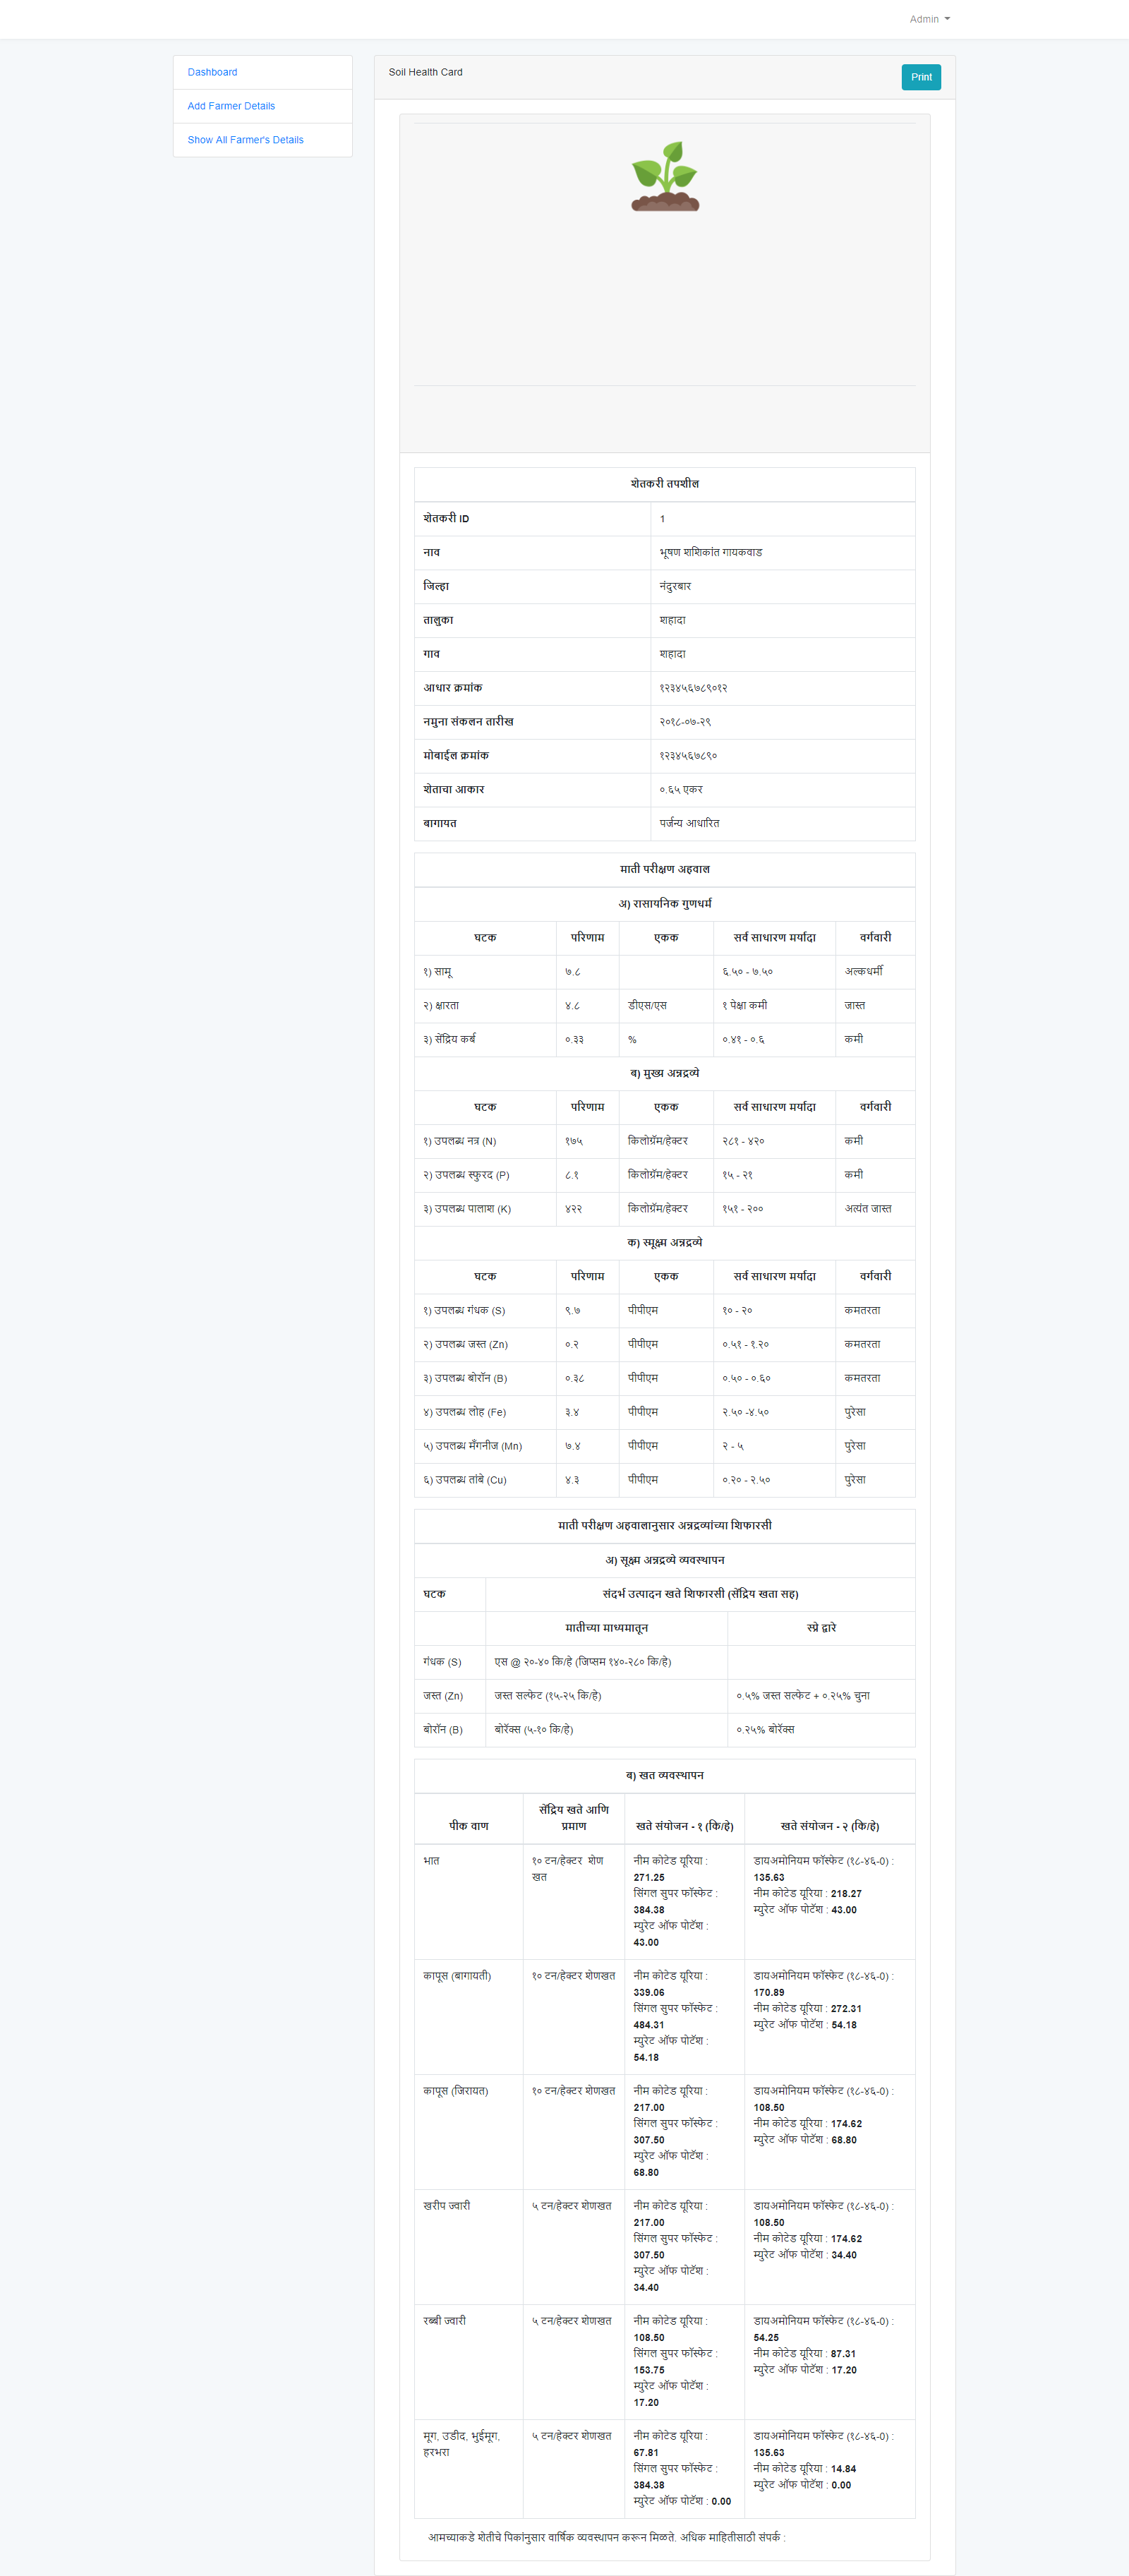 Admin
Dashboard
Add Farmer Details
Show All Farmer's Details
Soil Health Card
Print
शेतकरी तपशील
शेतकरी ID 1
नाव भूषण शशिकांत गायकवाड
जिल्हा नंदुरबार
तालुका शहादा
गाव शहादा
आधार क्रमांक १२३४५६७८९०१२
नमुना संकलन तारीख २०१८-०७-२९
मोबाईल क्रमांक १२३४५६७८९०
शेताचा आकार ०.६५ एकर
बागायत पर्जन्य आधारित
माती परीक्षण अहवाल
अ) रासायनिक गुणधर्म
घटक परिणाम एकक सर्व साधारण मर्यादा वर्गवारी
१) सामू ७.८ ६.५० - ७.५० अल्कधर्मी
२) क्षारता ४.८ डीएस/एस १ पेक्षा कमी जास्त
३) सेंद्रिय कर्ब ०.३३ % ०.४१ - ०.६ कमी
ब) मुख्य अन्नद्रव्ये
घटक परिणाम एकक सर्व साधारण मर्यादा वर्गवारी
१) उपलब्ध नत्र (N) १७५ किलोग्रॅम/हेक्टर २८१ - ४२० कमी
२) उपलब्ध स्फुरद (P) ८.१ किलोग्रॅम/हेक्टर १५ - २१ कमी
३) उपलब्ध पालाश (K) ४२२ किलोग्रॅम/हेक्टर १५१ - २०० अत्यंत जास्त
क) स्मूक्ष्म अन्नद्रव्ये
घटक परिणाम एकक सर्व साधारण मर्यादा वर्गवारी
१) उपलब्ध गंधक (S) ९.७ पीपीएम १० - २० कमतरता
२) उपलब्ध जस्त (Zn) ०.२ पीपीएम ०.५१ - १.२० कमतरता
३) उपलब्ध बोरॉन (B) ०.३८ पीपीएम ०.५० - ०.६० कमतरता
४) उपलब्ध लोह (Fe) ३.४ पीपीएम २.५० -४.५० पुरेसा
५) उपलब्ध मँगनीज (Mn) ७.४ पीपीएम २ - ५ पुरेसा
६) उपलब्ध तांबे (Cu) ४.३ पीपीएम ०.२० - २.५० पुरेसा
माती परीक्षण अहवालानुसार अन्नद्रव्यांच्या शिफारसी
अ) सूक्ष्म अन्नद्रव्ये व्यवस्थापन
घटक संदर्भ उत्पादन खते शिफारसी (सेंद्रिय खता सह)
मातीच्या माध्यमातून स्प्रे द्वारे
गंधक (S) एस @ २०-४० कि/हे (जिप्सम १४०-२८० कि/हे)
जस्त (Zn) जस्त सल्फेट (१५-२५ कि/हे) ०.५% जस्त सल्फेट + ०.२५% चुना
बोरॉन (B) बोरॅक्स (५-१० कि/हे) ०.२५% बोरॅक्स
ब) खत व्यवस्थापन
पीक वाण सेंद्रिय खते आणि प्रमाण खते संयोजन - १ (कि/हे) खते संयोजन - २ (कि/हे)
भात १० टन/हेक्टर शेण नीम कोटेड यूरिया : डायअमोनियम फॉस्फेट (१८-४६-0) :
खत 271.25 135.63
सिंगल सुपर फॉस्फेट : नीम कोटेड यूरिया : 218.27
384.38 म्युरेट ऑफ पोटॅश : 43.00
म्युरेट ऑफ पोटॅश :
43.00
कापूस (बागायती) १० टन/हेक्टर शेणखत नीम कोटेड यूरिया : डायअमोनियम फॉस्फेट (१८-४६-0) :
339.06 170.89
सिंगल सुपर फॉस्फेट : नीम कोटेड यूरिया : 272.31
484.31 म्युरेट ऑफ पोटॅश : 54.18
म्युरेट ऑफ पोटॅश :
54.18
कापूस (जिरायत) १० टन/हेक्टर शेणखत नीम कोटेड यूरिया : डायअमोनियम फॉस्फेट (१८-४६-0) :
217.00 108.50
सिंगल सुपर फॉस्फेट : नीम कोटेड यूरिया : 174.62
307.50 म्युरेट ऑफ पोटॅश : 68.80
म्युरेट ऑफ पोटॅश :
68.80
खरीप ज्वारी ५ टन/हेक्टर शेणखत नीम कोटेड यूरिया : डायअमोनियम फॉस्फेट (१८-४६-0) :
217.00 108.50
सिंगल सुपर फॉस्फेट : नीम कोटेड यूरिया : 174.62
307.50 म्युरेट ऑफ पोटॅश : 34.40
म्युरेट ऑफ पोटॅश :
34.40
रब्बी ज्वारी ५ टन/हेक्टर शेणखत नीम कोटेड यूरिया : डायअमोनियम फॉस्फेट (१८-४६-0) :
108.50 54.25
सिंगल सुपर फॉस्फेट : नीम कोटेड यूरिया : 87.31
153.75 म्युरेट ऑफ पोटॅश : 17.20
म्युरेट ऑफ पोटॅश :
17.20
मूग, उडीद, भुईमूग, ५ टन/हेक्टर शेणखत नीम कोटेड यूरिया : डायअमोनियम फॉस्फेट (१८-४६-0) :
हरभरा 67.81 135.63
सिंगल सुपर फॉस्फेट : नीम कोटेड यूरिया : 14.84
384.38 म्युरेट ऑफ पोटॅश : 0.00
म्युरेट ऑफ पोटॅश : 0.00
आमच्याकडे शेतीचे पिकांनुसार वार्षिक व्यवस्थापन करून मिळते. अधिक माहितीसाठी संपर्क :